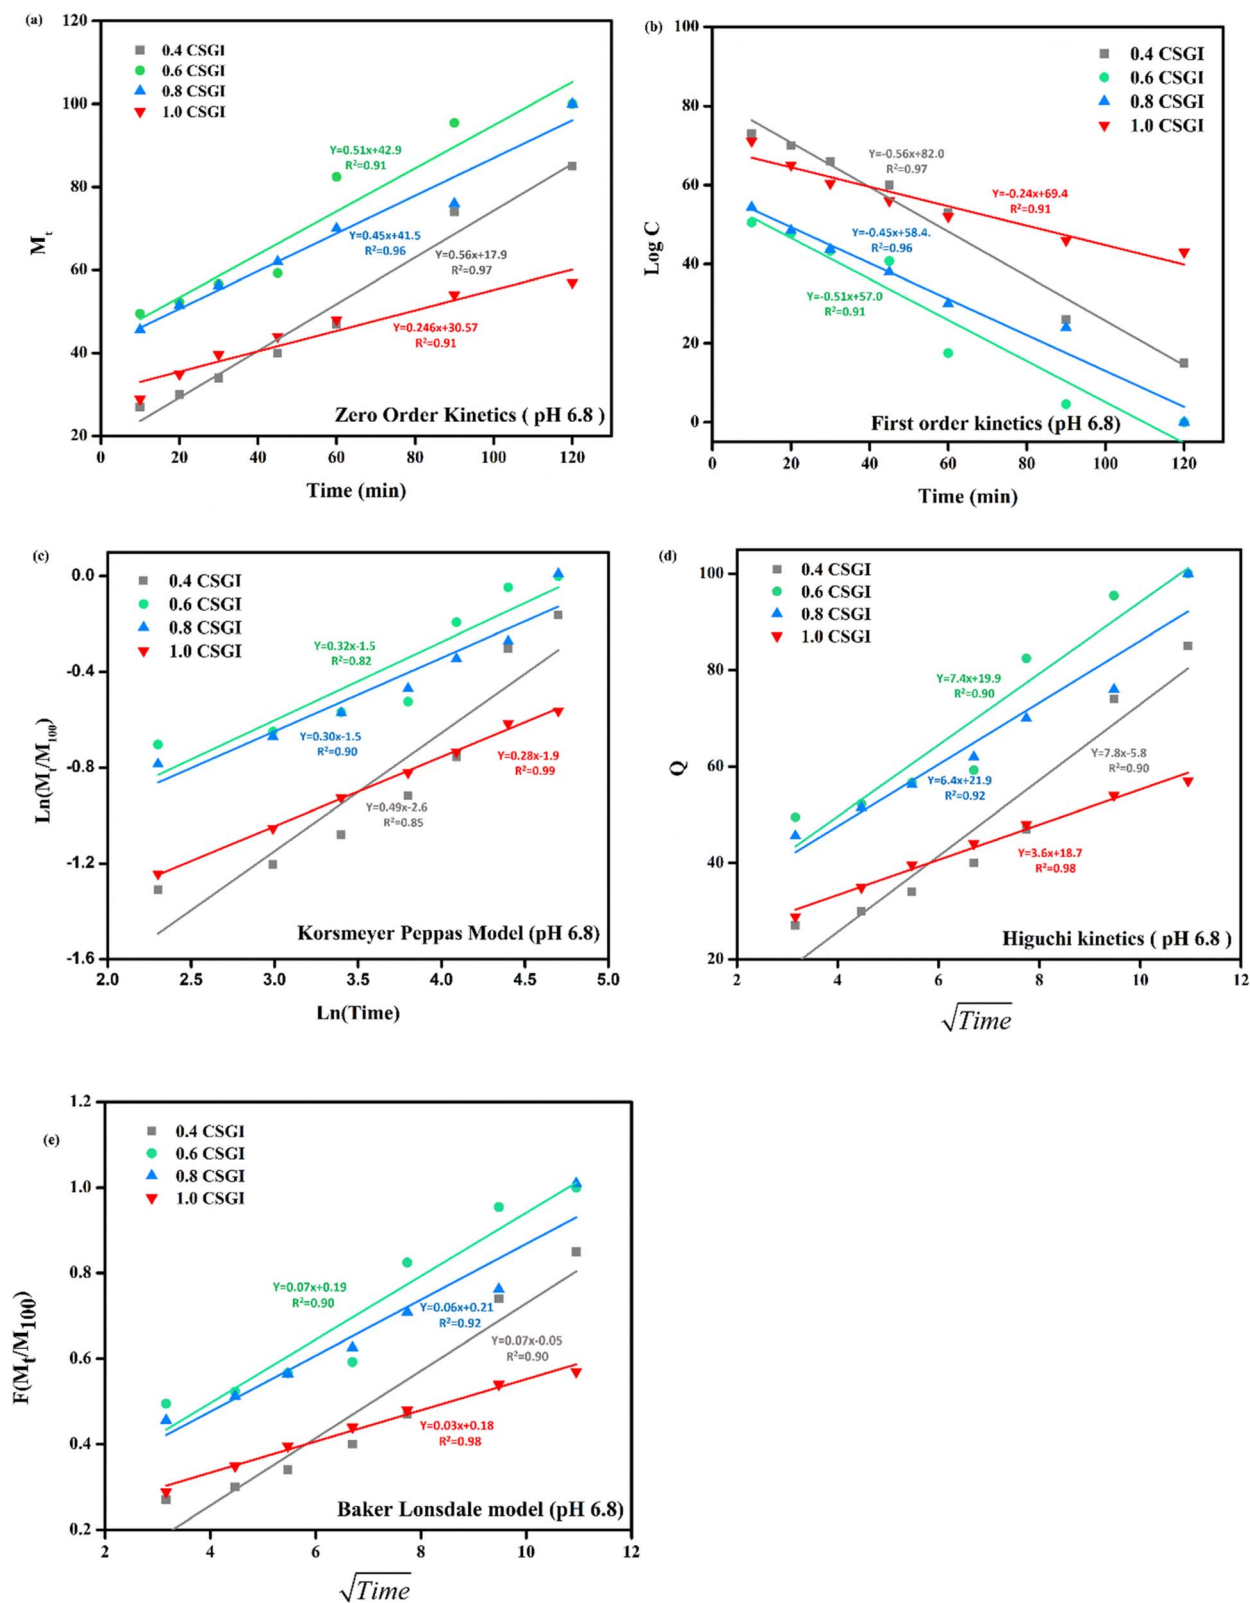 (a)
120
100
80
60
40
20
M_t
0.4 CSGI
0.6 CSGI
0.8 CSGI
1.0 CSGI
Y=0.51x+42.9
R²=0.91
Y=0.45x+41.5
R²=0.96
Y=0.56x+17.9
R²=0.97
Y=0.246x+30.57
R²=0.91
Zero Order Kinetics ( pH 6.8)
0 20 40 60 80 100 120
Time (min)
(b)
100
80
60
40
20
0
Log C
0.4 CSGI
0.6 CSGI
0.8 CSGI
1.0 CSGI
Y=-0.56x+82.0
R²=0.97
Y=-0.24x+69.4
R²=0.91
Y=-0.45x+58.4.
R²=0.96
Y=-0.51x+57.0
R²=0.91
First order kinetics (pH 6.8)
0 20 40 60 80 100 120
Time (min)
(c)
0.0
-0.4
-0.8
-1.2
-1.6
Ln(M_t/M_100)
0.4 CSGI
0.6 CSGI
0.8 CSGI
1.0 CSGI
Y=0.32x-1.5
R²=0.82
Y=0.30x-1.5
R²=0.90
Y=0.28x-1.9
R²=0.99
Y=0.49x-2.6
R²=0.85
Korsmeyer Peppas Model (pH 6.8)
2.0 2.5 3.0 3.5 4.0 4.5 5.0
Ln(Time)
(d)
100
80
60
40
20
Q
0.4 CSGI
0.6 CSGI
0.8 CSGI
1.0 CSGI
Y=7.4x+19.9
R²=0.90
Y=7.8x-5.8
R²=0.90
Y=6.4x+21.9
R²=0.92
Y=3.6x+18.7
R²=0.98
Higuchi kinetics ( pH 6.8 )
2 4 6 8 10 12
√Time
(e)
1.2
1.0
0.8
0.6
0.4
0.2
F(M_t/M_100)
0.4 CSGI
0.6 CSGI
0.8 CSGI
1.0 CSGI
Y=0.07x+0.19
R²=0.90
Y=0.06x+0.21
R²=0.92
Y=0.07x-0.05
R²=0.90
Y=0.03x+0.18
R²=0.98
Baker Lonsdale model (pH 6.8)
2 4 6 8 10 12
√Time